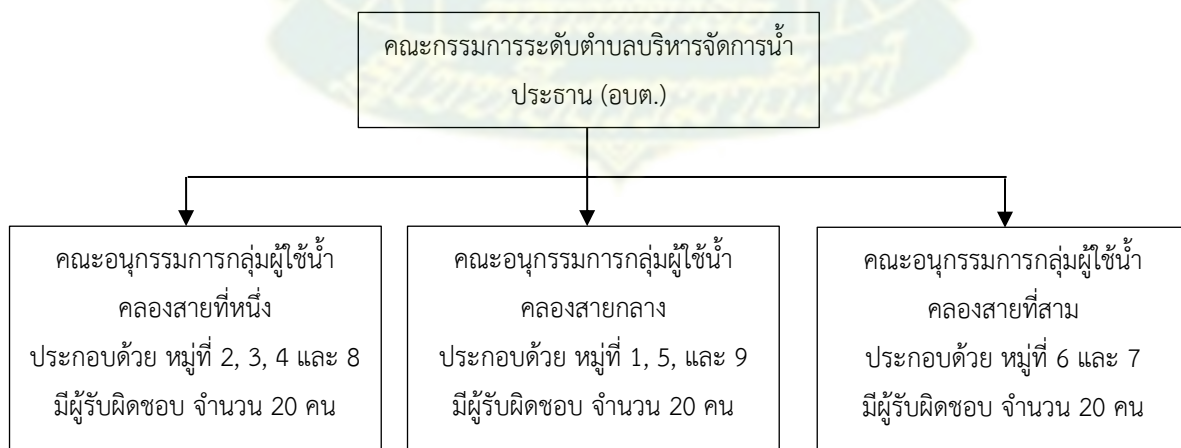 คณะกรรมการระดับตำบลบริหารจัดการน้ำ
ประธาน (อบต.)
คณะอนุกรรมการกลุ่มผู้ใช้น้ำ
คลองสายที่หนึ่ง
ประกอบด้วย หมู่ที่ 2, 3, 4 และ 8
มีผู้รับผิดชอบ จำนวน 20 คน
คณะอนุกรรมการกลุ่มผู้ใช้น้ำ
คลองสายกลาง
ประกอบด้วย หมู่ที่ 1, 5, และ 9
มีผู้รับผิดชอบ จำนวน 20 คน
คณะอนุกรรมการกลุ่มผู้ใช้น้ำ
คลองสายที่สาม
ประกอบด้วย หมู่ที่ 6 และ 7
มีผู้รับผิดชอบ จำนวน 20 คน